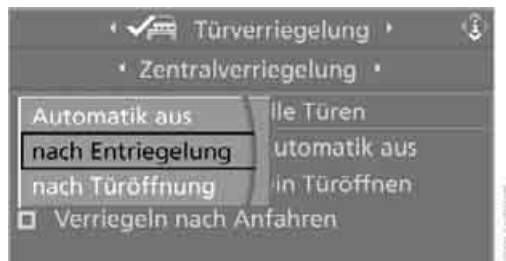 Türverriegelung
Zentralverriegelung
Automatik aus
lle Türen
nach Entriegelung
utomatik aus
nach Türöffnung
in Türöffnen
Verriegeln nach Anfahren